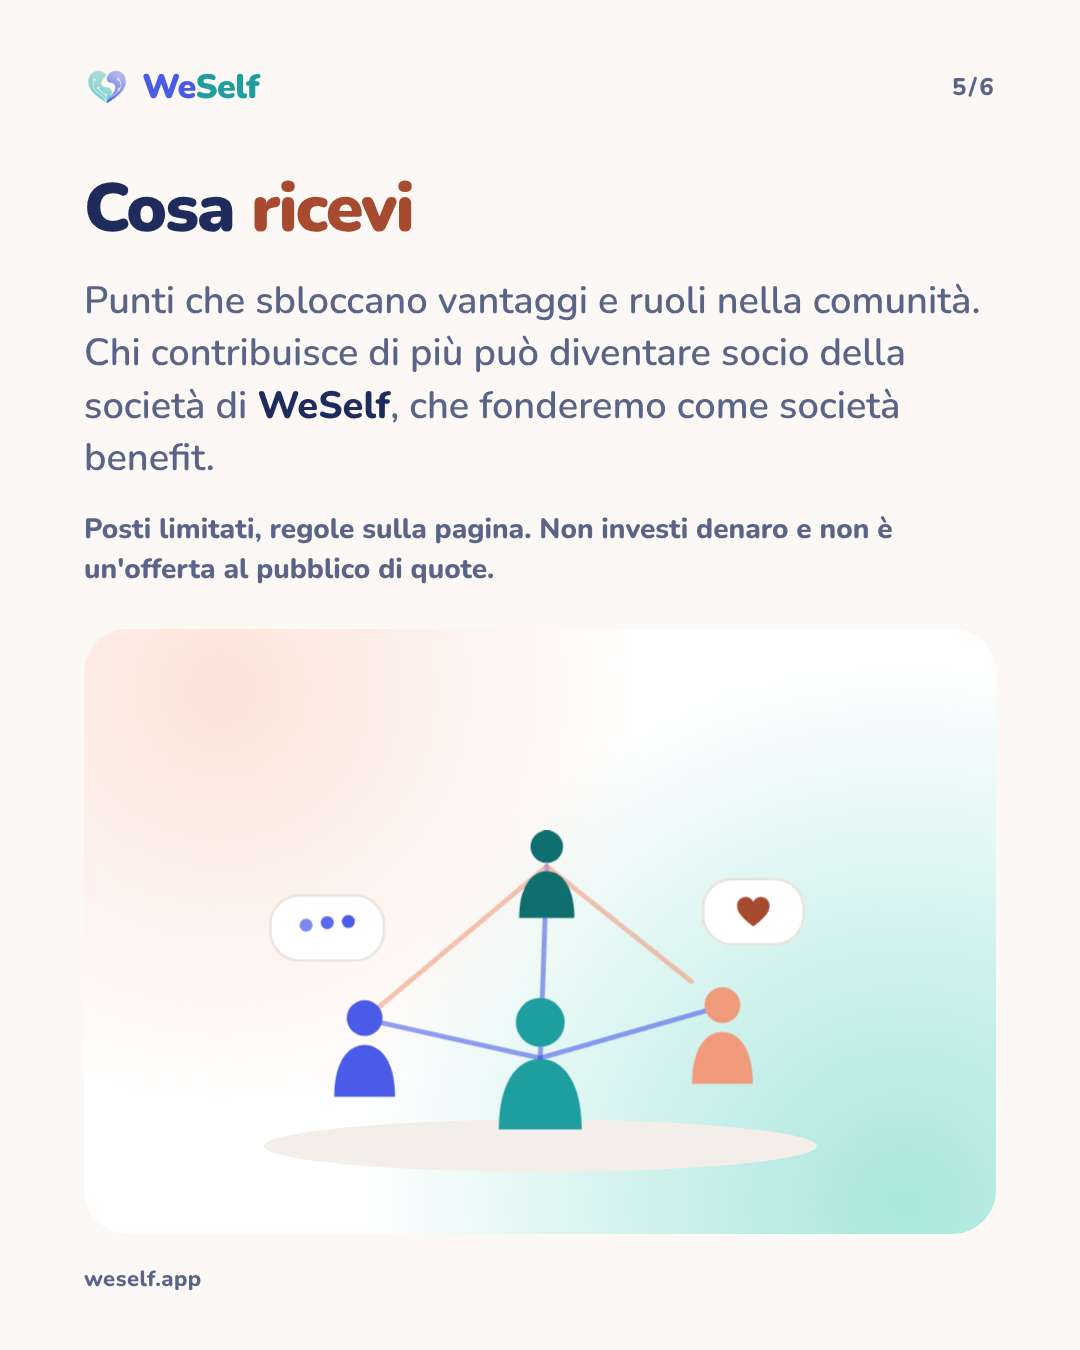 WeSelf
5/6
Cosa ricevi
Punti che sbloccano vantaggi e ruoli nella comunità.
Chi contribuisce di più può diventare socio della
società di WeSelf, che fonderemo come società
benefit.
Posti limitati, regole sulla pagina. Non investi denaro e non è
un'offerta al pubblico di quote.
weself.app